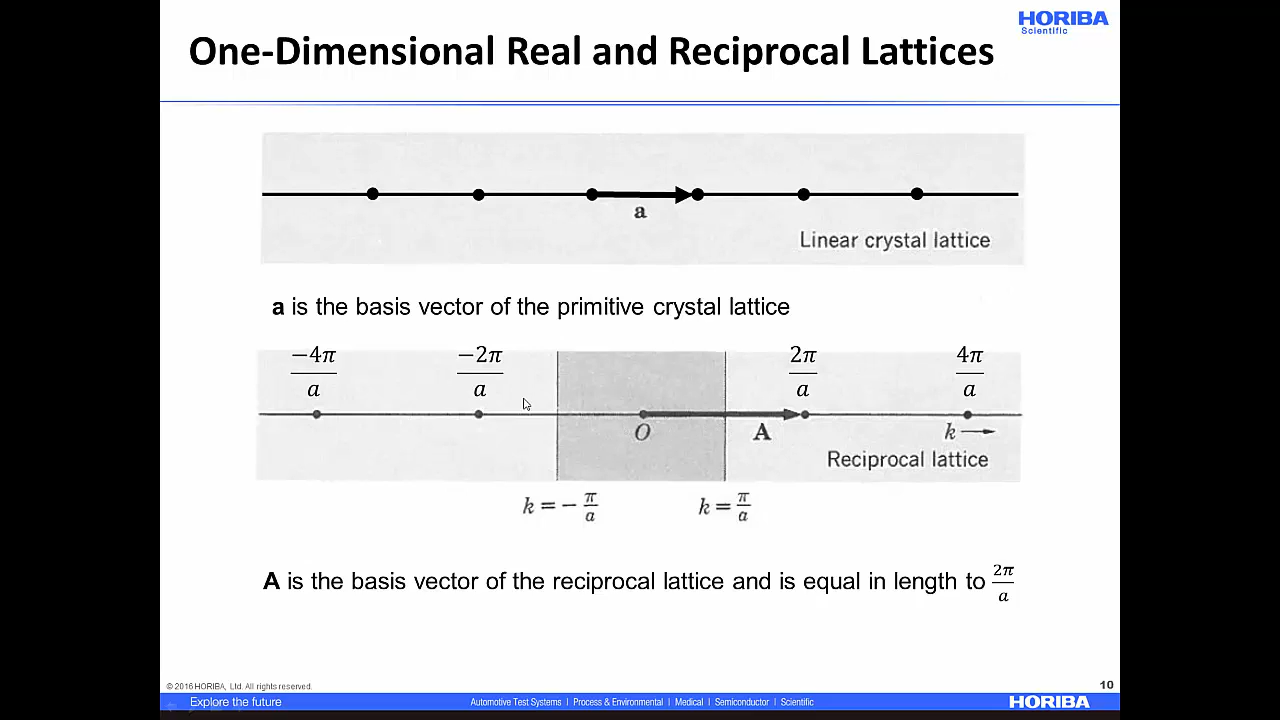 HORIBA
Scientific
One-Dimensional Real and Reciprocal Lattices
a
Linear crystal lattice
a is the basis vector of the primitive crystal lattice
−4π/a −2π/a 2π/a 4π/a
O A k
Reciprocal lattice
k = − π/a k = π/a
A is the basis vector of the reciprocal lattice and is equal in length to 2π/a
© 2016 HORIBA, Ltd. All rights reserved. 10
Explore the future Automotive Test Systems | Process & Environmental | Medical | Semiconductor | Scientific HORIBA